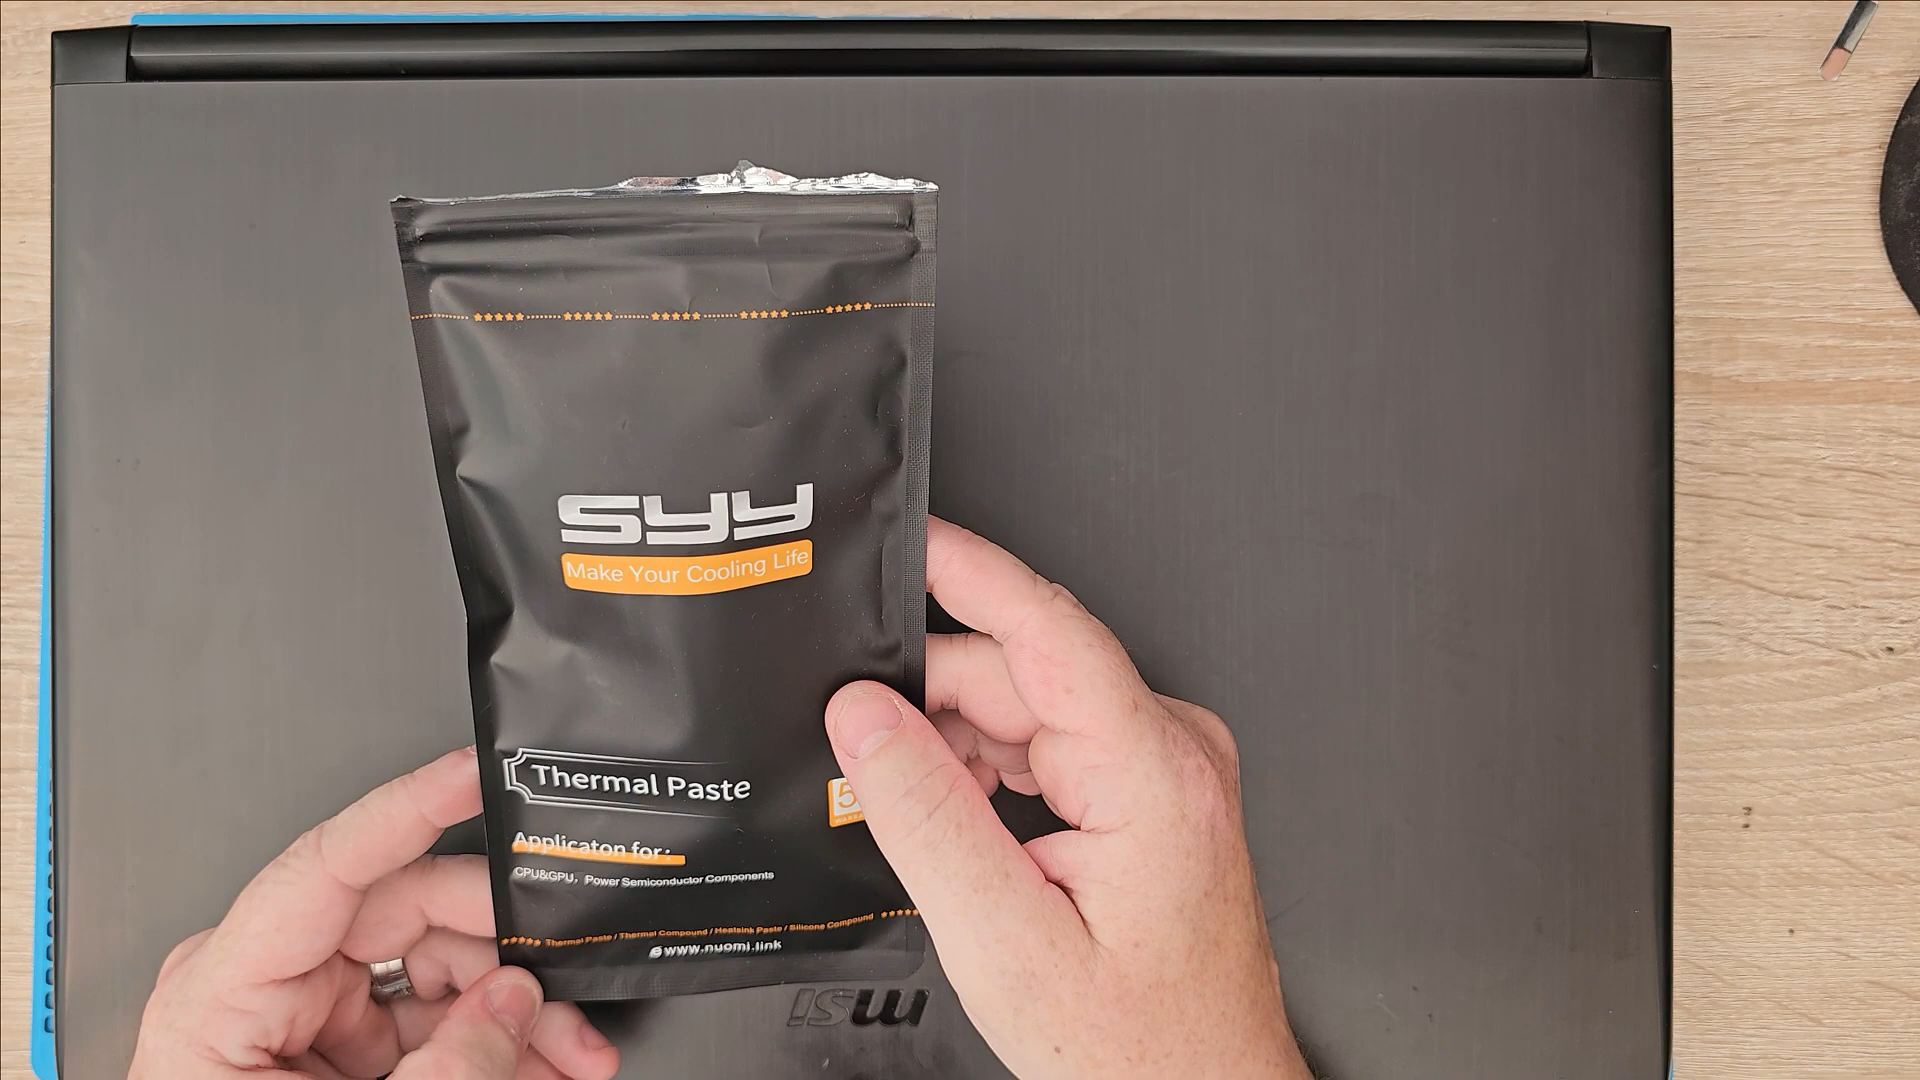 SYY
Make Your Cooling Life
Thermal Paste
5
Applicaton for:
CPU&GPU, Power Semiconductor Components
Thermal Paste / Thermal Compound / Heatsink Paste / Silicone Compound
www.nuomi.link
msi